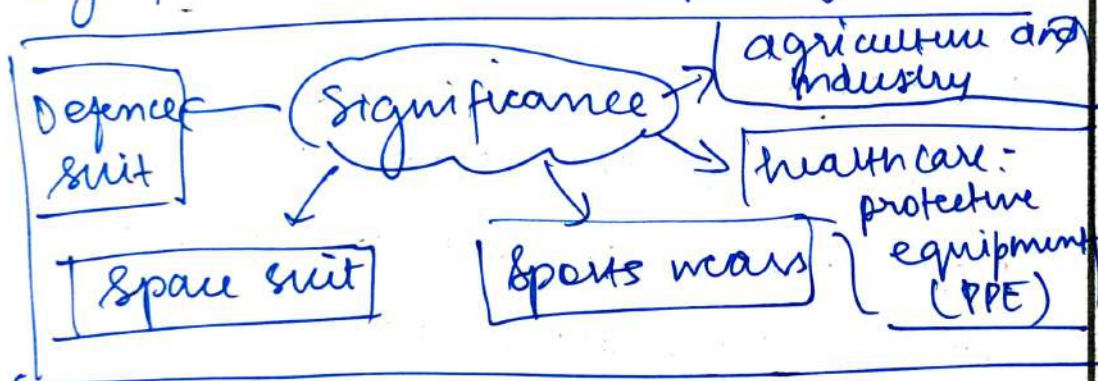 agriculture and
industry
Defence
suit
Significance
healthcare:-
protective
equipment
(PPE)
Space suit
Sports wears